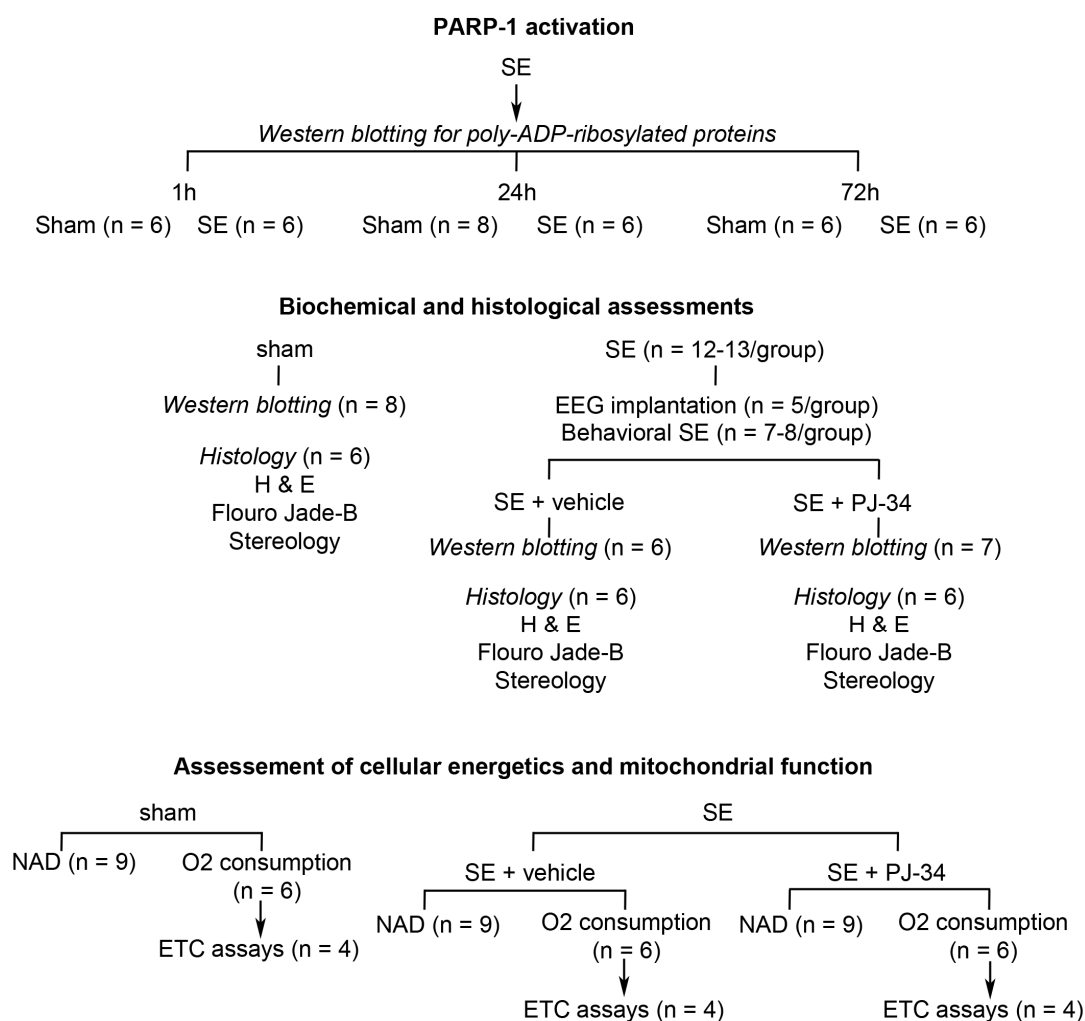 PARP-1 activation
SE
Western blotting for poly-ADP-ribosylated proteins
1h 24h 72h
Sham (n = 6) SE (n = 6) Sham (n = 8) SE (n = 6) Sham (n = 6) SE (n = 6)
Biochemical and histological assessments
sham SE (n = 12-13/group)
Western blotting (n = 8) EEG implantation (n = 5/group)
Behavioral SE (n = 7-8/group)
Histology (n = 6)
H & E
Flouro Jade-B
Stereology
SE + vehicle SE + PJ-34
Western blotting (n = 6) Western blotting (n = 7)
Histology (n = 6) Histology (n = 6)
H & E H & E
Flouro Jade-B Flouro Jade-B
Stereology Stereology
Assessement of cellular energetics and mitochondrial function
sham SE
NAD (n = 9) O2 consumption
(n = 6)
ETC assays (n = 4)
SE + vehicle SE + PJ-34
NAD (n = 9) O2 consumption NAD (n = 9) O2 consumption
(n = 6) (n = 6)
ETC assays (n = 4) ETC assays (n = 4)